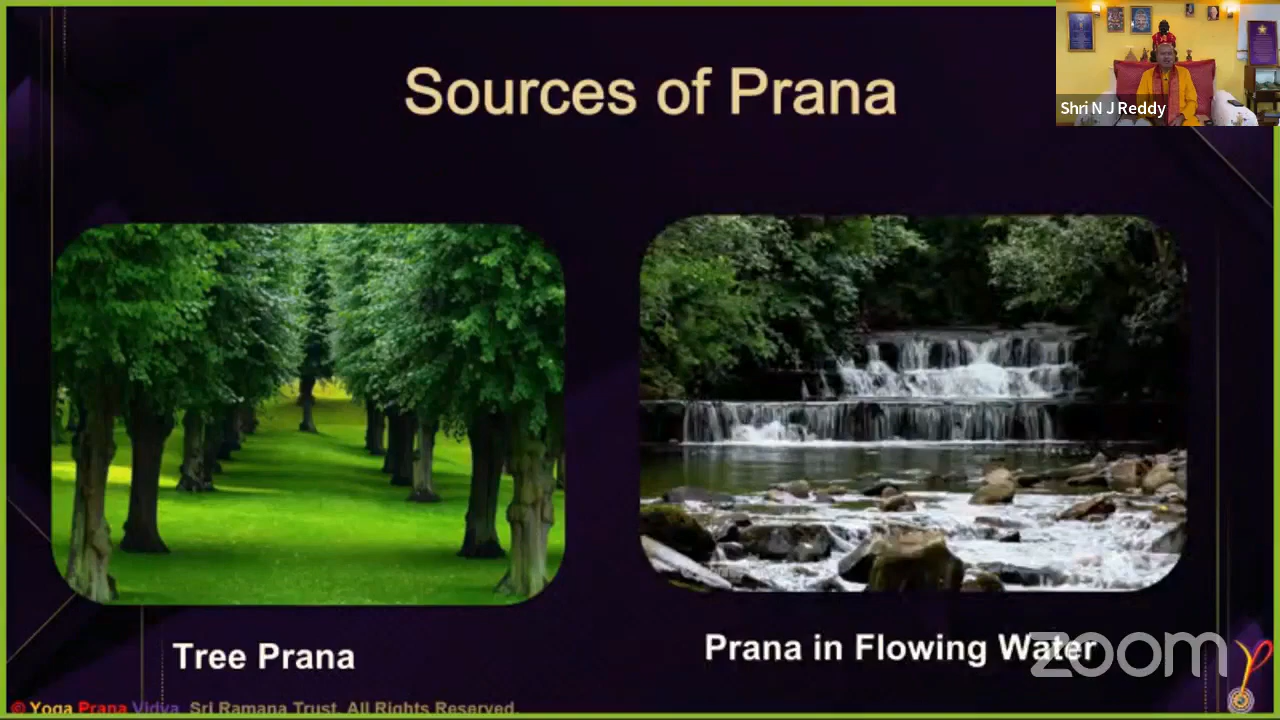 Sources of Prana
Shri N J Reddy
Tree Prana
Prana in Flowing Water
zoom
© Yoga Prana Vidya Sri Ramana Trust. All Rights Reserved.